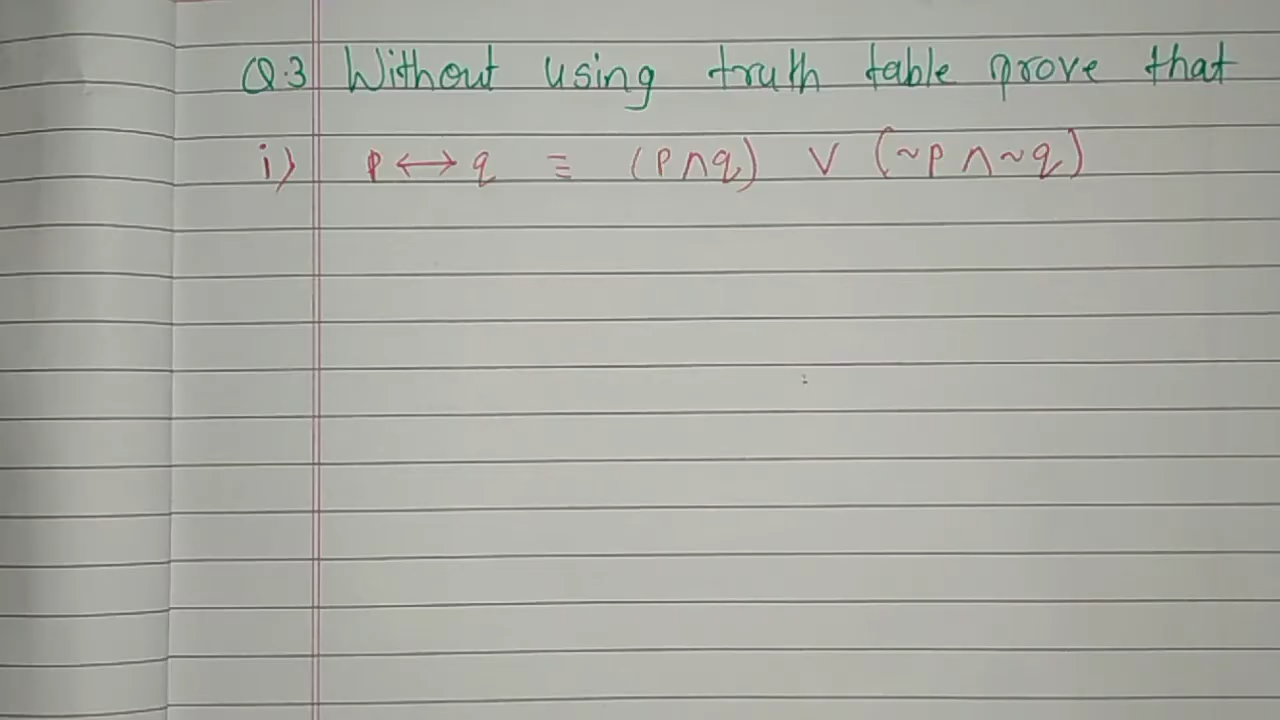 Q.3 Without using truth table prove that
i) p ↔ q ≡ (p ∧ q) ∨ (~p ∧ ~q)